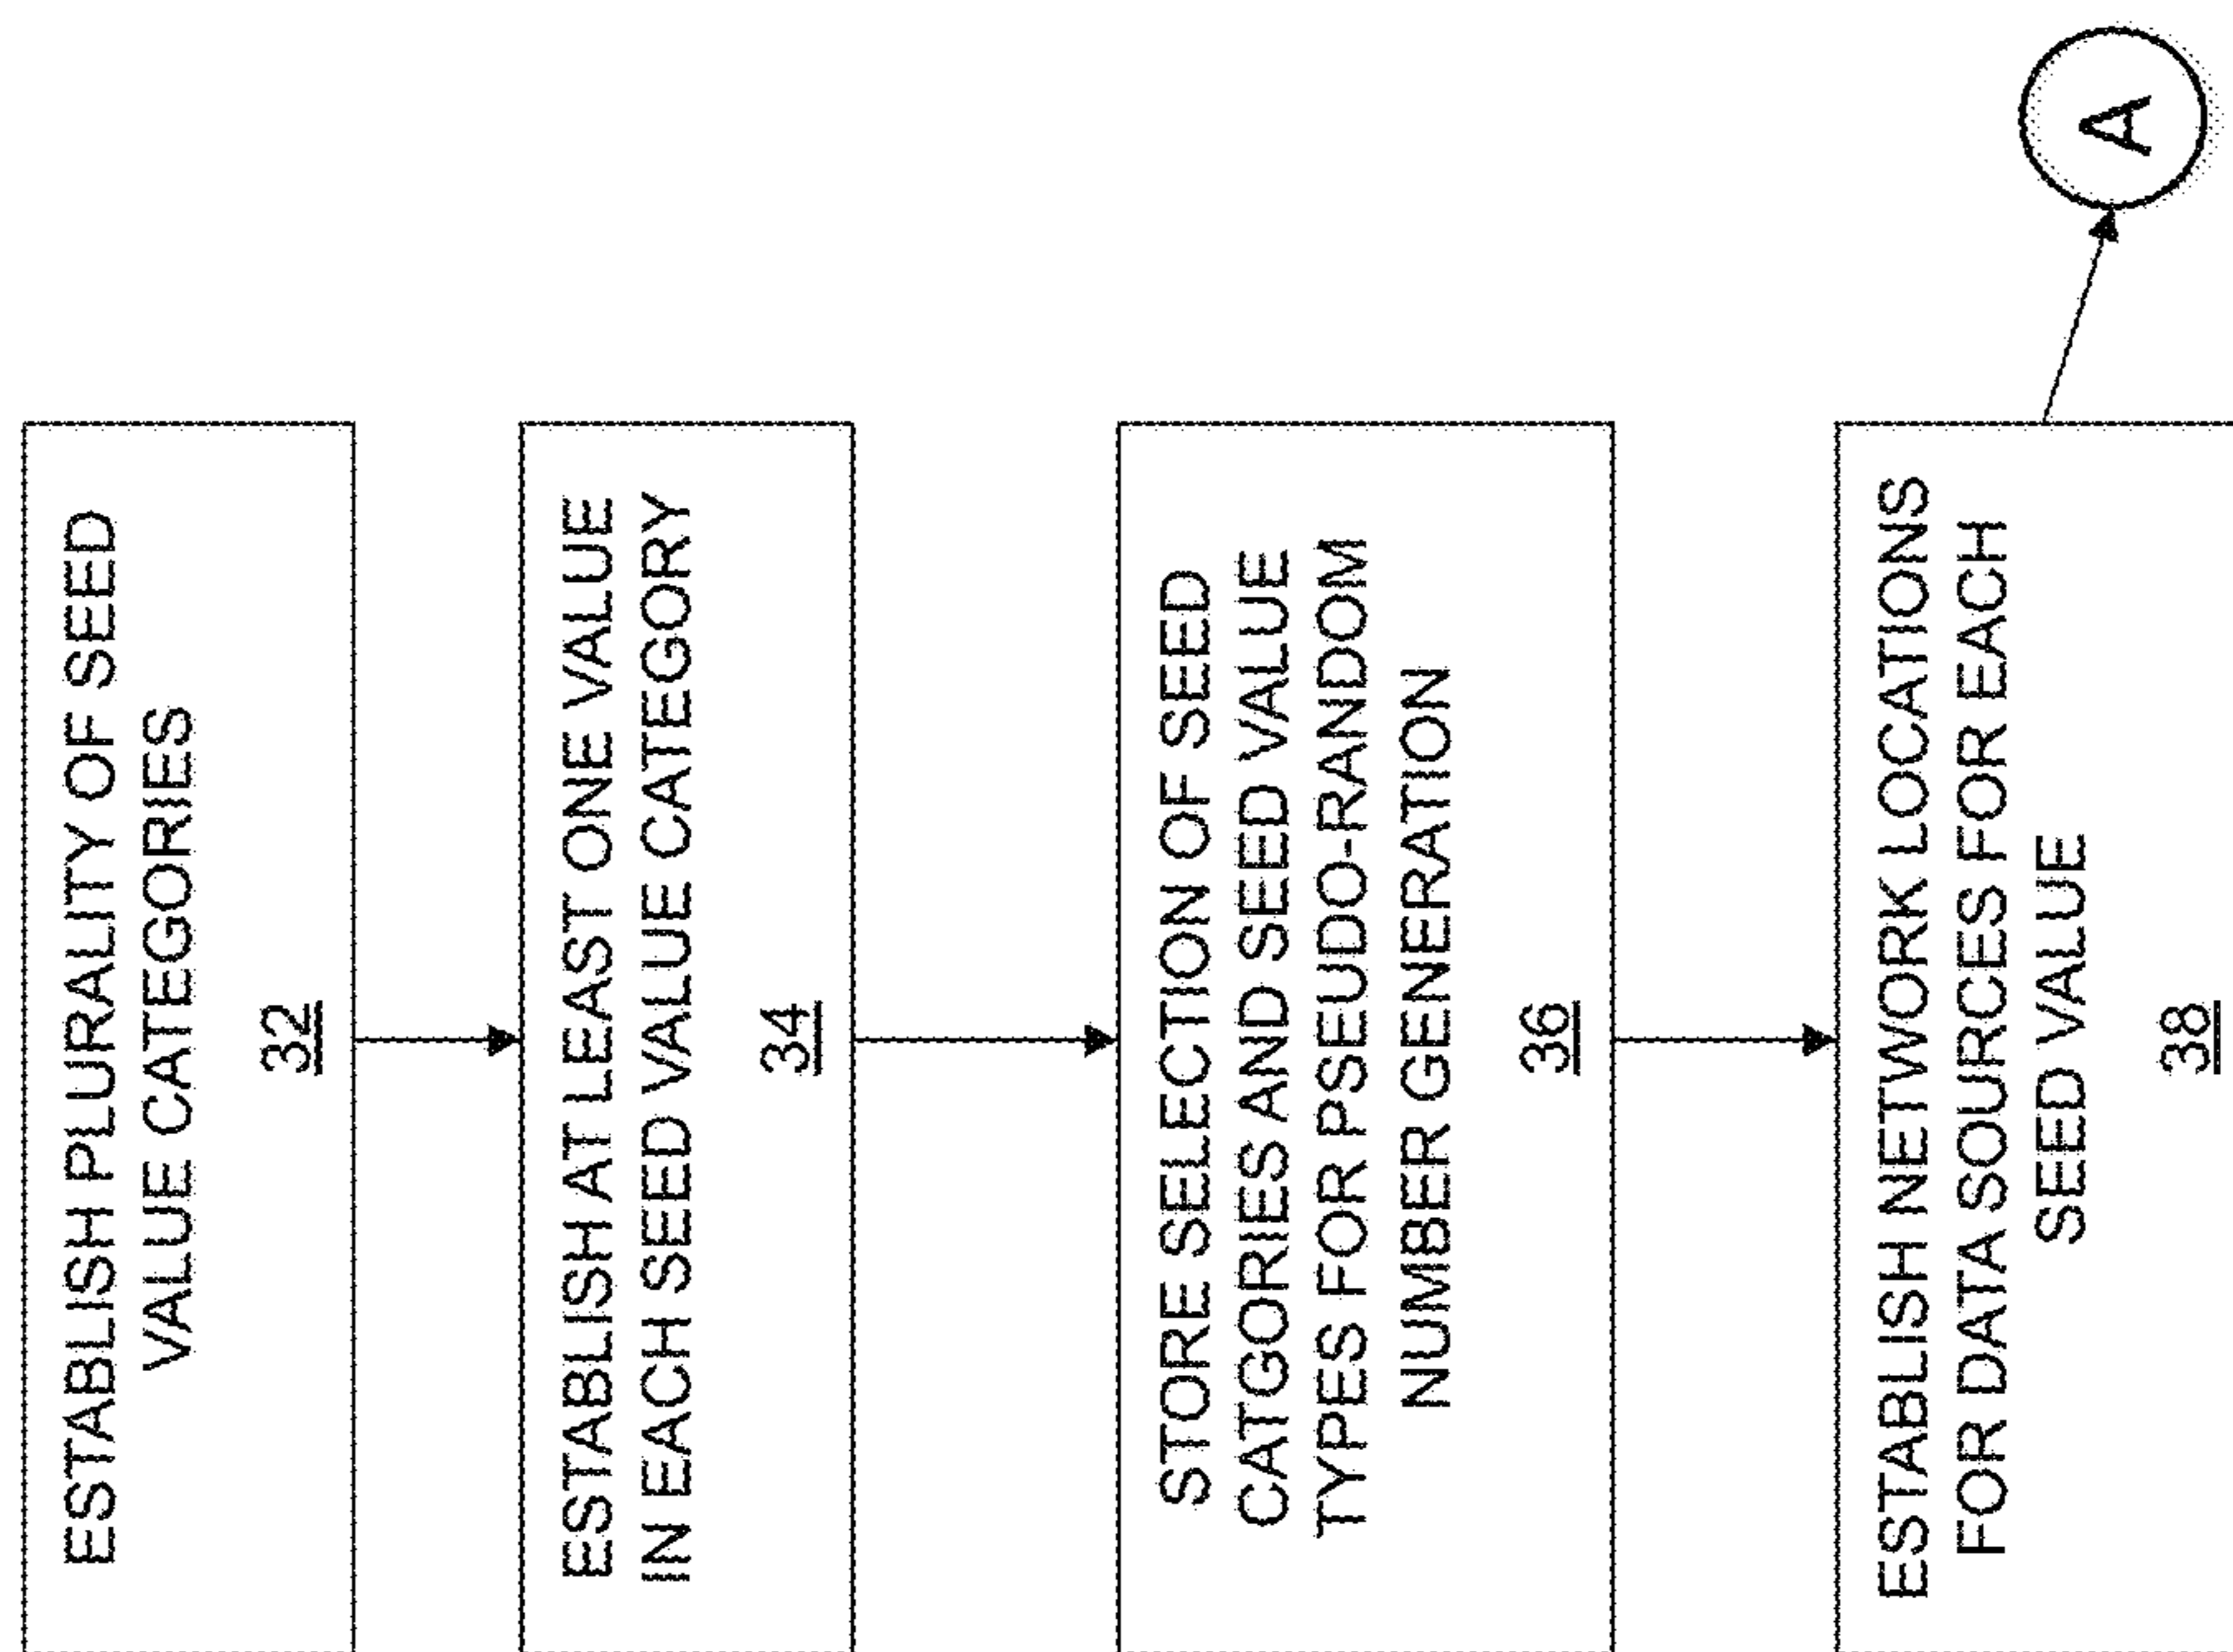 ESTABLISH PLURALITY OF SEED
VALUE CATEGORIES
32
ESTABLISH AT LEAST ONE VALUE
IN EACH SEED VALUE CATEGORY
34
STORE SELECTION OF SEED
CATGORIES AND SEED VALUE
TYPES FOR PSEUDO-RANDOM
NUMBER GENERATION
36
ESTABLISH NETWORK LOCATIONS
FOR DATA SOURCES FOR EACH
SEED VALUE
38
A